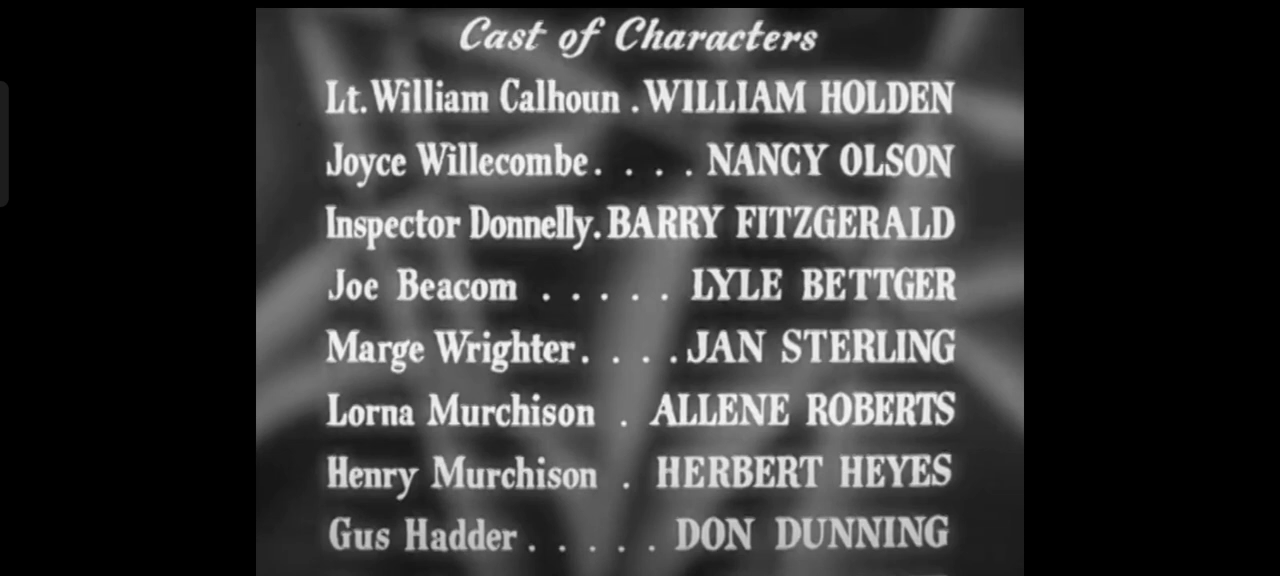 Cast of Characters
Lt. William Calhoun . WILLIAM HOLDEN
Joyce Willecombe. . . . NANCY OLSON
Inspector Donnelly. BARRY FITZGERALD
Joe Beacom . . . . . LYLE BETTGER
Marge Wrighter. . . . JAN STERLING
Lorna Murchison . ALLENE ROBERTS
Henry Murchison . HERBERT HEYES
Gus Hadder . . . . . DON DUNNING